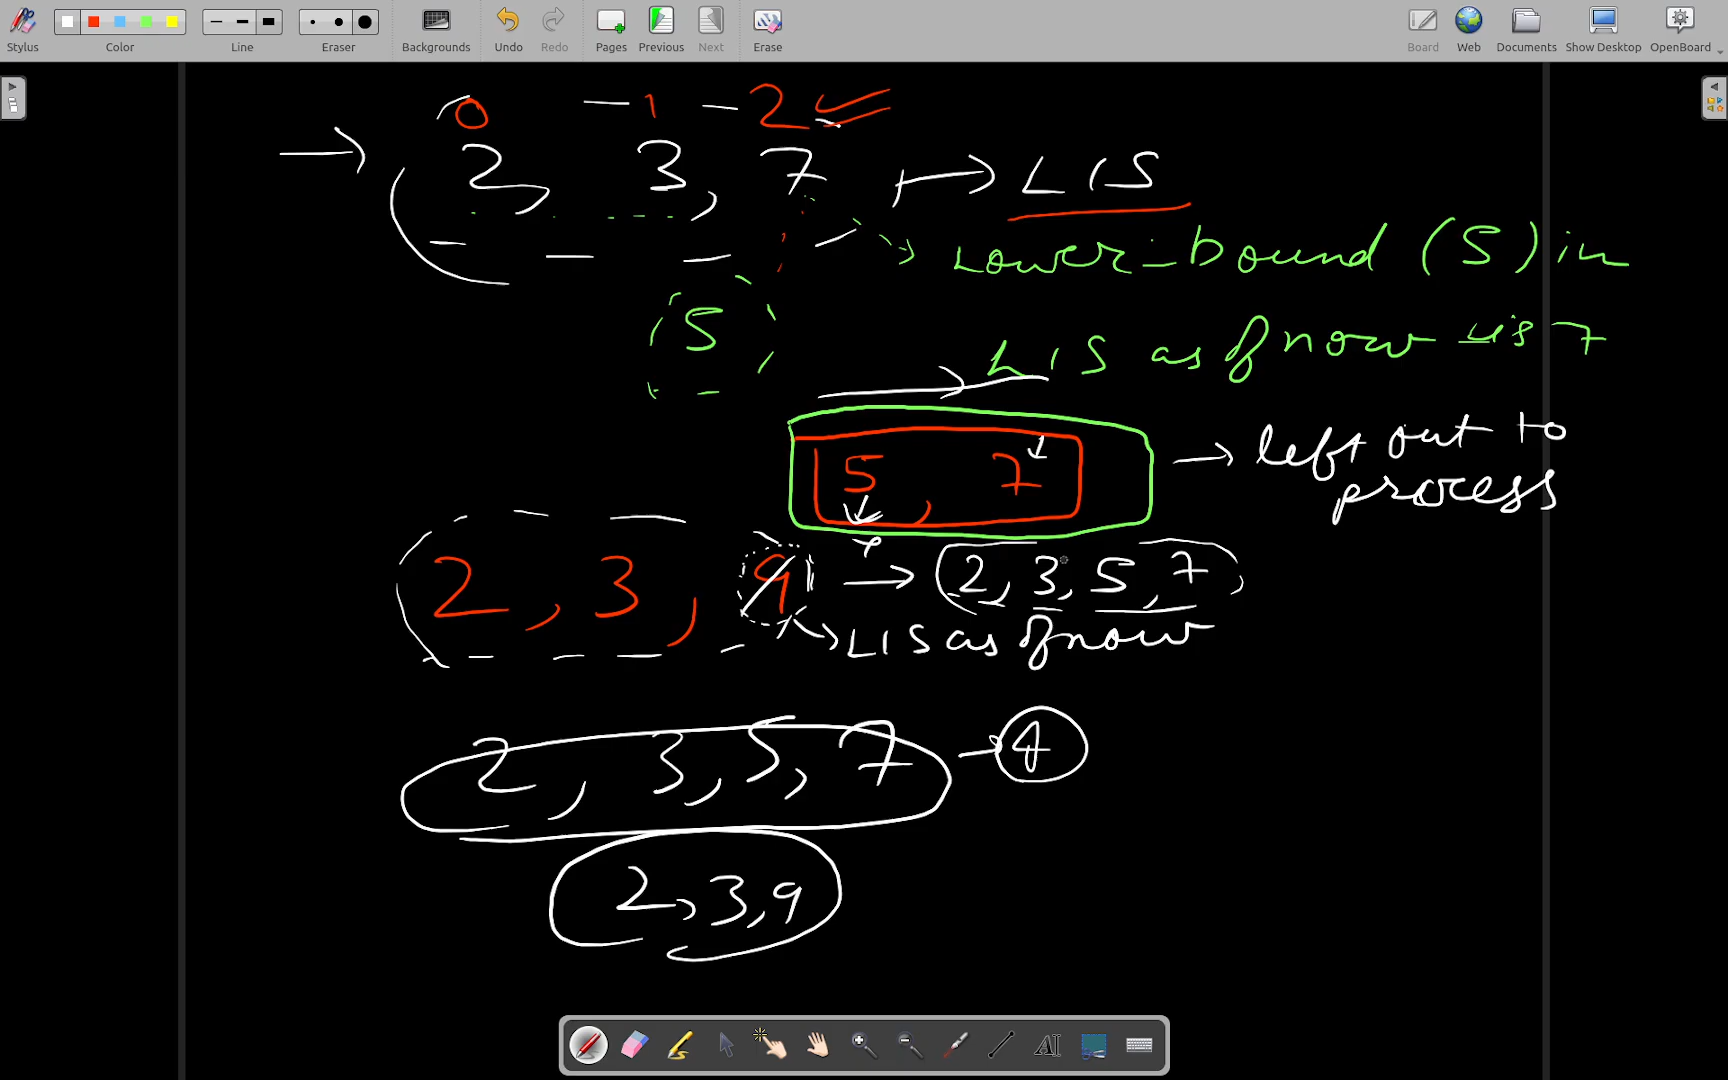 Stylus Color Line Eraser Backgrounds Undo Redo Pages Previous Next Erase Board Web Documents Show Desktop OpenBoard
0 - 1 - 2
2, 3, 7 → LIS
Lower-bound (5) in
(5)
LIS as of now is 7
5, 7 → left out to
process
2, 3, 9 → 2, 3, 5, 7
LIS as of now
2, 3, 5, 7 → 4
2, 3, 9